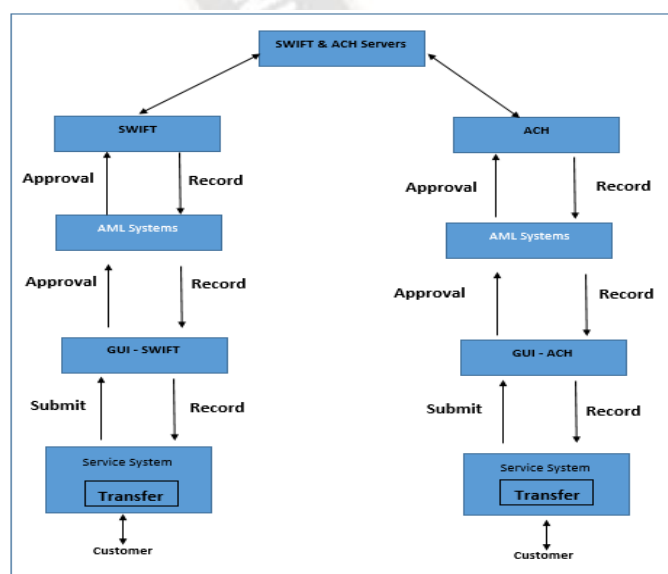 SWIFT & ACH Servers
SWIFT
ACH
Approval
Record
Approval
Record
AML Systems
AML Systems
Approval
Record
Approval
Record
GUI - SWIFT
GUI - ACH
Submit
Record
Submit
Record
Service System
Transfer
Service System
Transfer
Customer
Customer